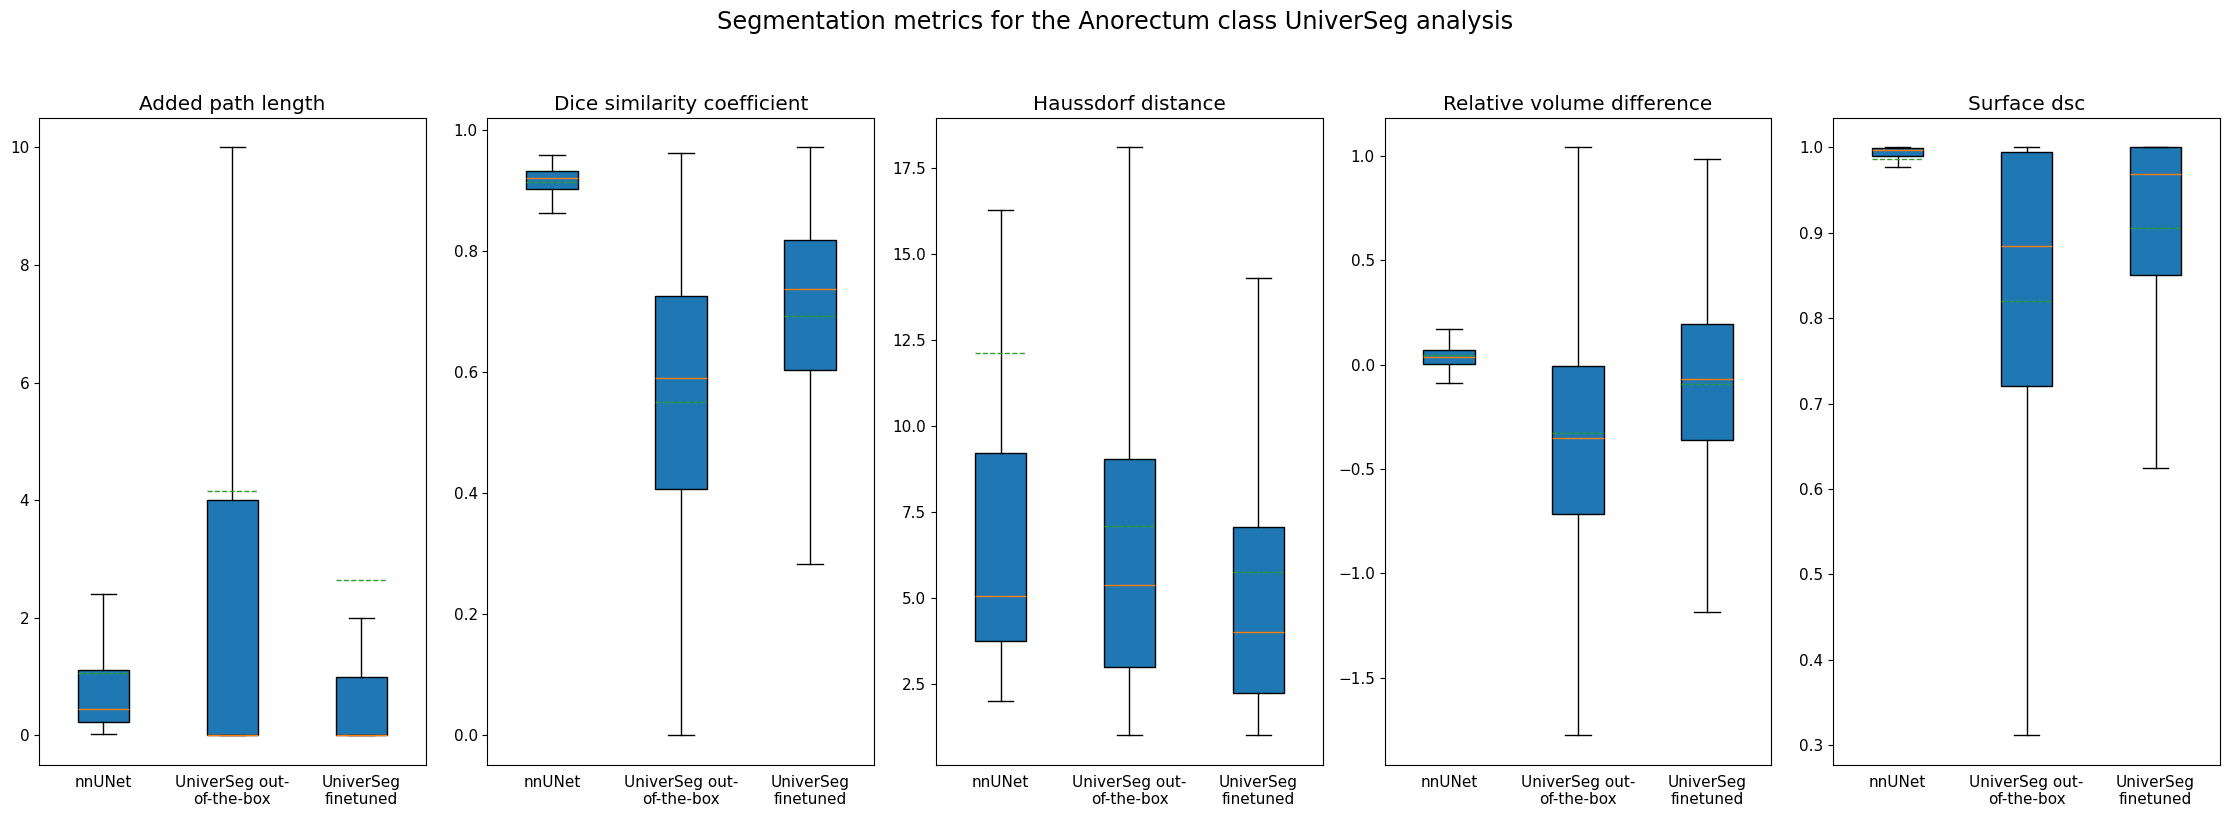 Segmentation metrics for the Anorectum class UniverSeg analysis
Added path length
10
8
6
4
2
0
nnUNet
UniverSeg out-
of-the-box
UniverSeg
finetuned
Dice similarity coefficient
1.0
0.8
0.6
0.4
0.2
0.0
nnUNet
UniverSeg out-
of-the-box
UniverSeg
finetuned
Haussdorf distance
17.5
15.0
12.5
10.0
7.5
5.0
2.5
nnUNet
UniverSeg out-
of-the-box
UniverSeg
finetuned
Relative volume difference
1.0
0.5
0.0
−0.5
−1.0
−1.5
nnUNet
UniverSeg out-
of-the-box
UniverSeg
finetuned
Surface dsc
1.0
0.9
0.8
0.7
0.6
0.5
0.4
0.3
nnUNet
UniverSeg out-
of-the-box
UniverSeg
finetuned